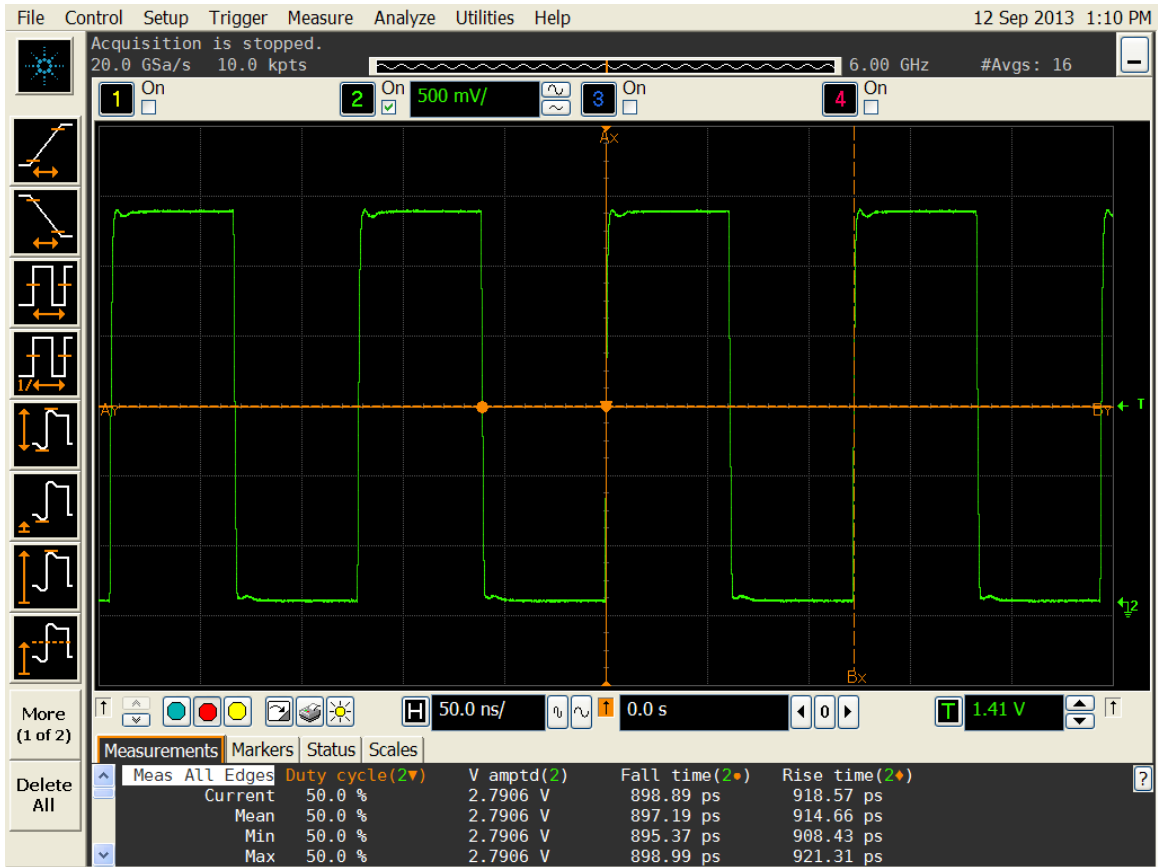 File Control Setup Trigger Measure Analyze Utilities Help 12 Sep 2013 1:10 PM
Acquisition is stopped.
20.0 GSa/s 10.0 kpts 6.00 GHz #Avgs: 16
1 On 2 On 500 mV/ 3 On 4 On
Ax
AY BY T
1/
2
Bx
More
(1 of 2)
Delete
All
H 50.0 ns/ 0.0 s 0 T 1.41 V
Measurements Markers Status Scales
Meas All Edges Duty cycle(2▼) V amptd(2) Fall time(2●) Rise time(2♦) ?
Current 50.0 % 2.7906 V 898.89 ps 918.57 ps
Mean 50.0 % 2.7906 V 897.19 ps 914.66 ps
Min 50.0 % 2.7906 V 895.37 ps 908.43 ps
Max 50.0 % 2.7906 V 898.99 ps 921.31 ps